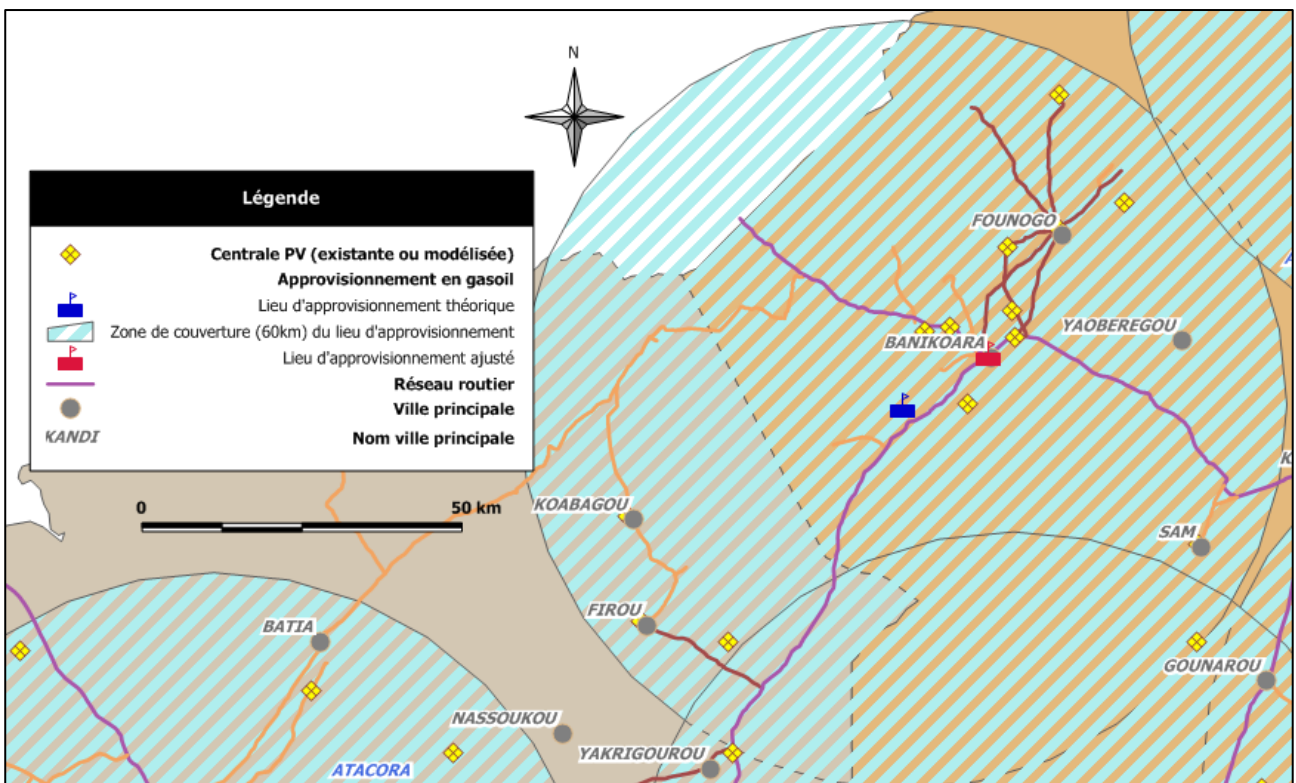 N
Légende
Centrale PV (existante ou modélisée)
Approvisionnement en gasoil
Lieu d'approvisionnement théorique
Zone de couverture (60km) du lieu d'approvisionnement
Lieu d'approvisionnement ajusté
Réseau routier
Ville principale
KANDI
Nom ville principale
0
50 km
FOUNOGO
BANIKOARA
YAOBEREGOU
KOABAGOU
SAM
FIROU
BATIA
GOUNAROU
NASSOUKOU
YAKRIGOUROU
ATACORA